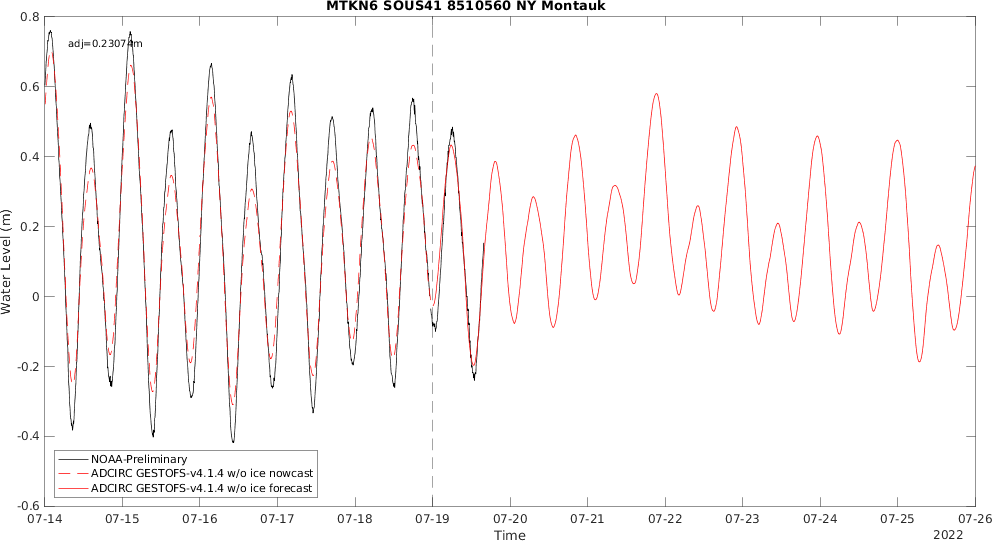 MTKN6 SOUS41 8510560 NY Montauk
adj=0.23074m
Water Level (m)
0.8
0.6
0.4
0.2
0
-0.2
-0.4
-0.6
NOAA-Preliminary
ADCIRC GESTOFS-v4.1.4 w/o ice nowcast
ADCIRC GESTOFS-v4.1.4 w/o ice forecast
07-14 07-15 07-16 07-17 07-18 07-19 07-20 07-21 07-22 07-23 07-24 07-25 07-26
Time
2022